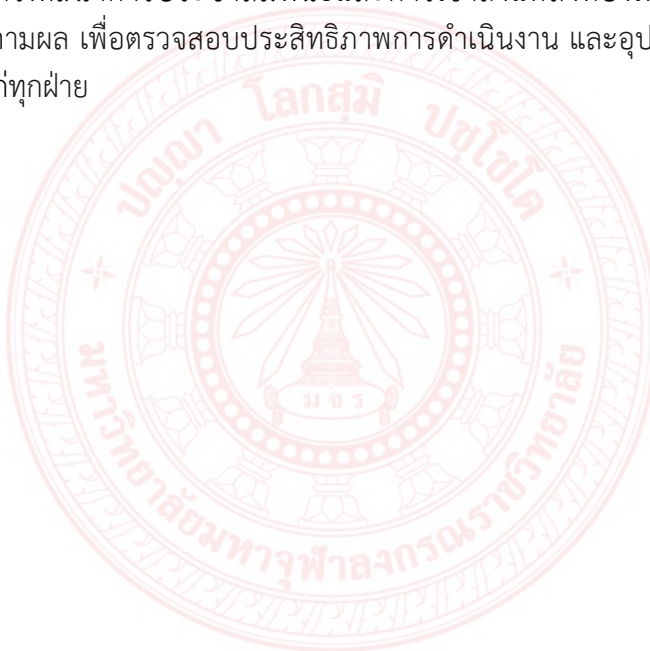 ตามผล เพื่อตรวจสอบประสิทธิภาพการดำเนินงาน และอุป
ทุกฝ่าย
ปญฺญา โลกสฺมิ ปชฺโชโต
มจร
มหาวิทยาลัยมหาจุฬาลงกรณราชวิทยาลัย